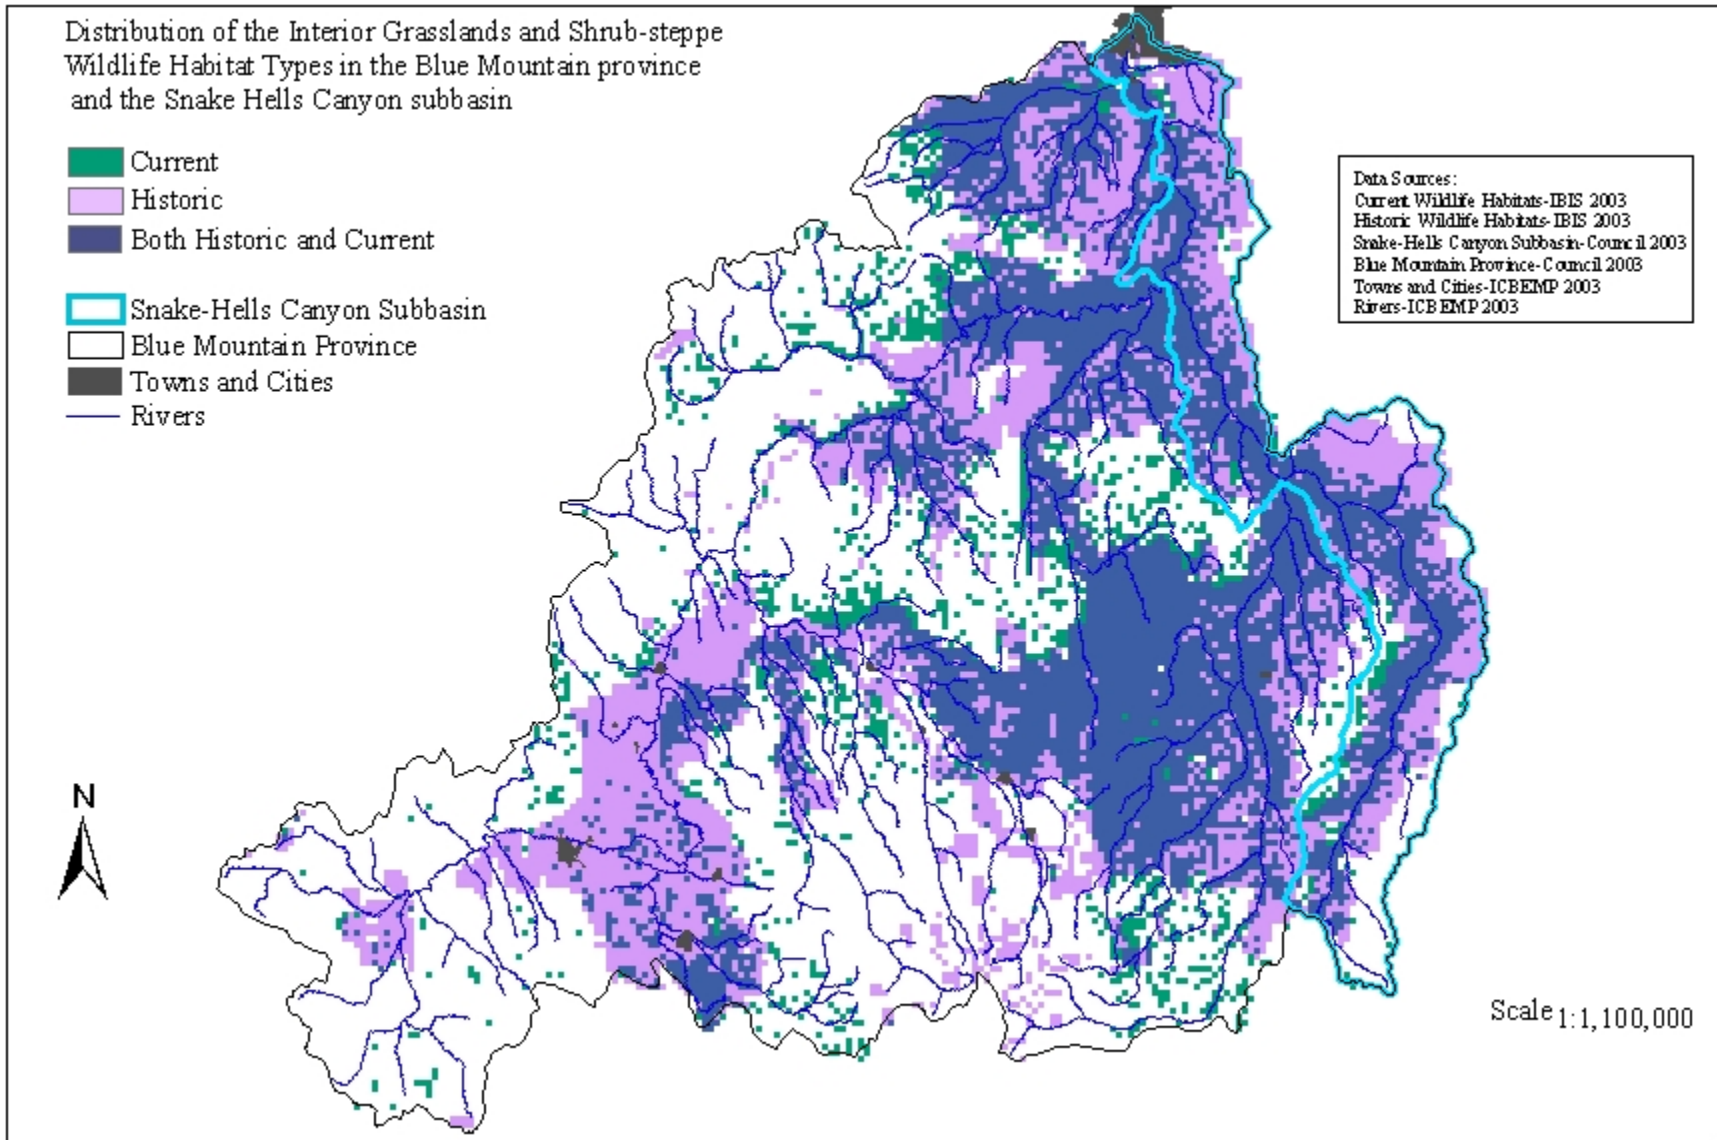 Distribution of the Interior Grasslands and Shrub-steppe
Wildlife Habitat Types in the Blue Mountain province
and the Snake Hells Canyon subbasin
Current
Historic
Both Historic and Current
Snake-Hells Canyon Subbasin
Blue Mountain Province
Towns and Cities
Rivers
Data Sources:
Current Wildlife Habitats-IBIS 2003
Historic Wildlife Habitats-IBIS 2003
Snake-Hells Canyon Subbasin-Council 2003
Blue Mountain Province-Council 2003
Towns and Cities-ICBEMP 2003
Rivers-ICBEMP 2003
N
Scale 1:1,100,000